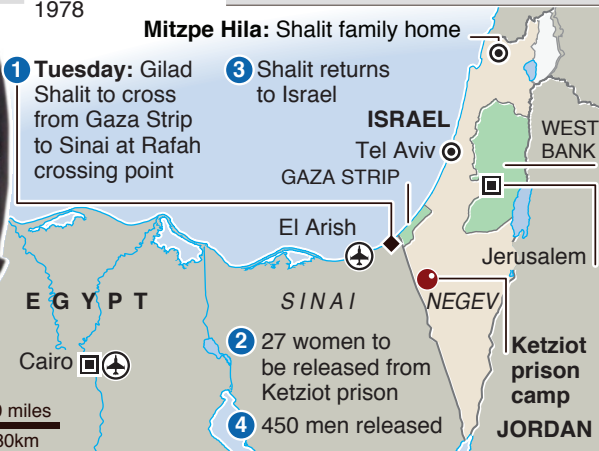 1978
Mitzpe Hila: Shalit family home
1 Tuesday: Gilad
Shalit to cross
from Gaza Strip
to Sinai at Rafah
crossing point
3 Shalit returns
to Israel
ISRAEL
Tel Aviv
WEST
BANK
GAZA STRIP
El Arish
Jerusalem
EGYPT
SINAI
NEGEV
2 27 women to
be released from
Ketziot prison
Cairo
Ketziot
prison
camp
4 450 men released
JORDAN
miles
km